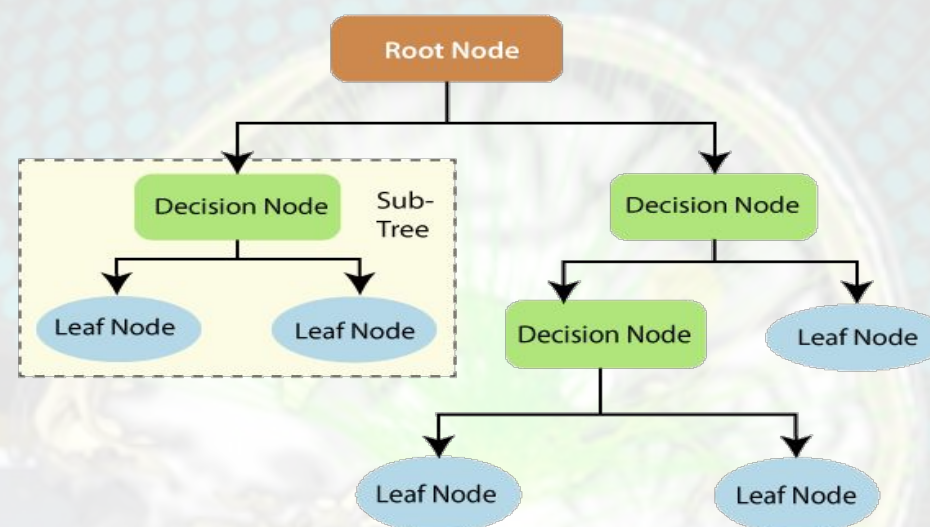 Root Node
Decision Node
Sub-
Tree
Decision Node
Leaf Node
Leaf Node
Decision Node
Leaf Node
Leaf Node
Leaf Node